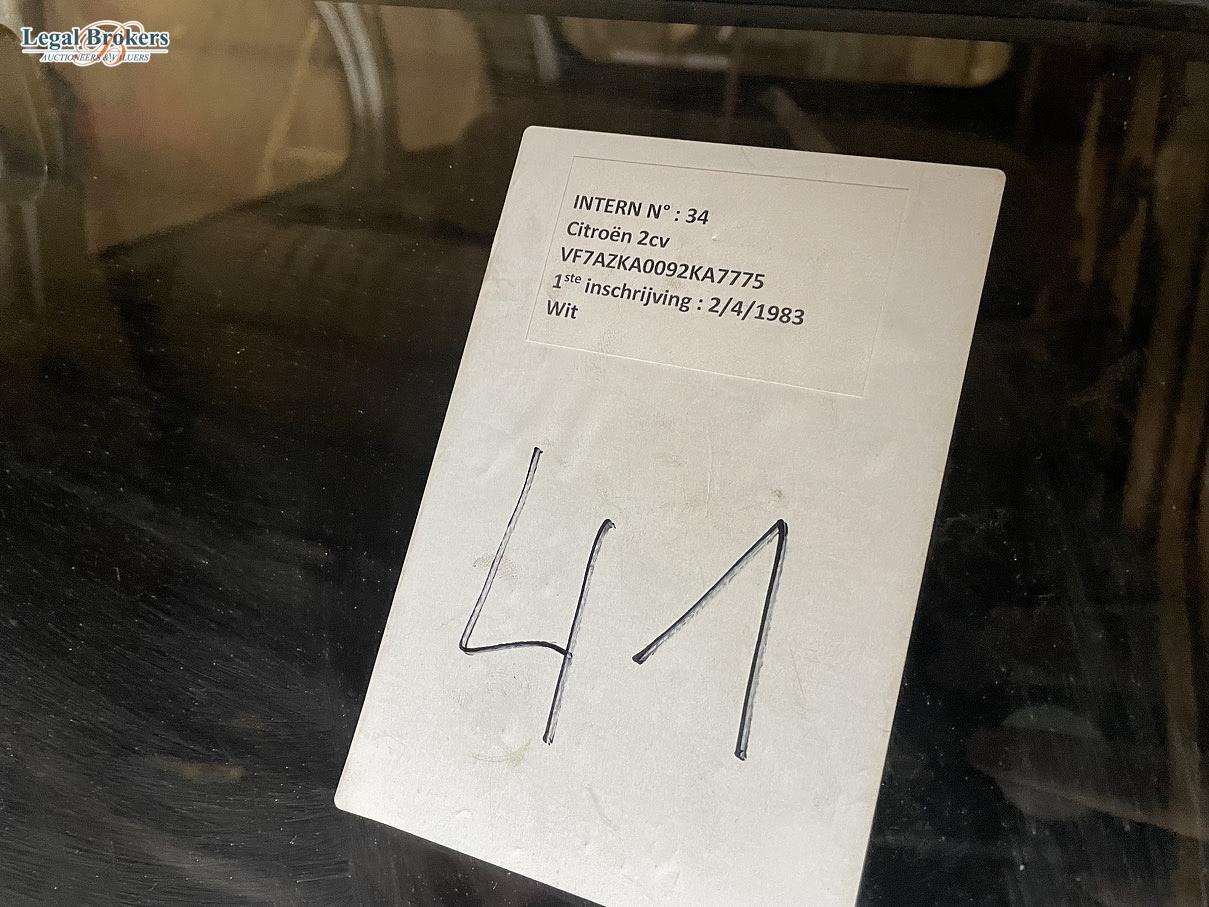 Legal Brokers
AUCTIONEERS & VALUERS
INTERN N° : 34
Citroën 2cv
VF7AZKA0092KA7775
1ste inschrijving : 2/4/1983
Wit
41